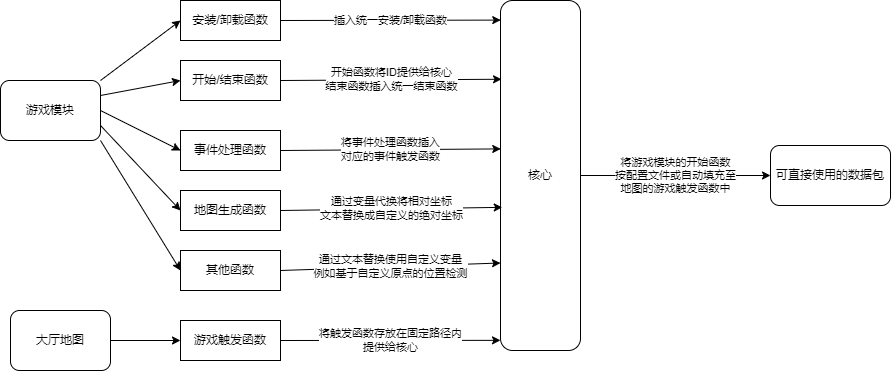 安装/卸载函数
插入统一安装/卸载函数
游戏模块
开始/结束函数
开始函数将ID提供给核心
结束函数插入统一结束函数
事件处理函数
将事件处理函数插入
对应的事件触发函数
核心
将游戏模块的开始函数
按配置文件或自动填充至
地图的游戏触发函数中
可直接使用的数据包
地图生成函数
通过变量代换将相对坐标
文本替换成自定义的绝对坐标
其他函数
通过文本替换使用自定义变量
例如基于自定义原点的位置检测
大厅地图
游戏触发函数
将触发函数存放在固定路径内
提供给核心